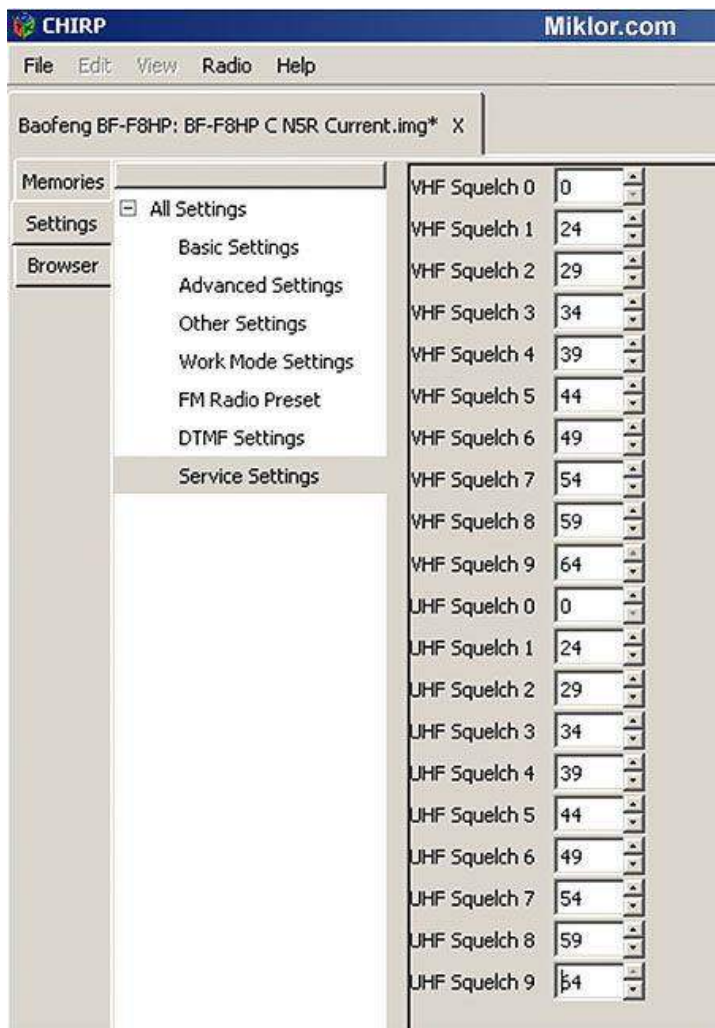 CHIRP Miklor.com
File Edit View Radio Help
Baofeng BF-F8HP: BF-F8HP C N5R Current.img* X
Memories
Settings
Browser
All Settings
Basic Settings
Advanced Settings
Other Settings
Work Mode Settings
FM Radio Preset
DTMF Settings
Service Settings
VHF Squelch 0 0
VHF Squelch 1 24
VHF Squelch 2 29
VHF Squelch 3 34
VHF Squelch 4 39
VHF Squelch 5 44
VHF Squelch 6 49
VHF Squelch 7 54
VHF Squelch 8 59
VHF Squelch 9 64
UHF Squelch 0 0
UHF Squelch 1 24
UHF Squelch 2 29
UHF Squelch 3 34
UHF Squelch 4 39
UHF Squelch 5 44
UHF Squelch 6 49
UHF Squelch 7 54
UHF Squelch 8 59
UHF Squelch 9 64